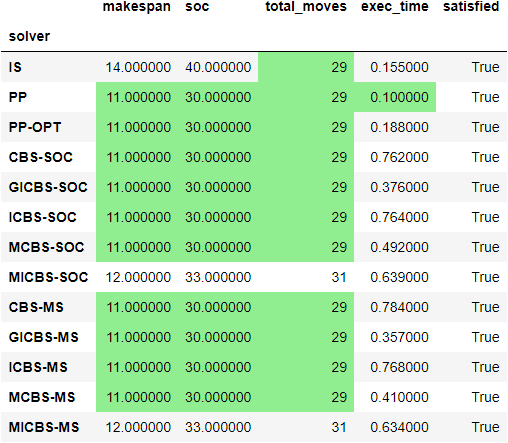 makespan soc total_moves exec_time satisfied
solver
IS 14.000000 40.000000 29 0.155000 True
PP 11.000000 30.000000 29 0.100000 True
PP-OPT 11.000000 30.000000 29 0.188000 True
CBS-SOC 11.000000 30.000000 29 0.762000 True
GICBS-SOC 11.000000 30.000000 29 0.376000 True
ICBS-SOC 11.000000 30.000000 29 0.764000 True
MCBS-SOC 11.000000 30.000000 29 0.492000 True
MICBS-SOC 12.000000 33.000000 31 0.639000 True
CBS-MS 11.000000 30.000000 29 0.784000 True
GICBS-MS 11.000000 30.000000 29 0.357000 True
ICBS-MS 11.000000 30.000000 29 0.768000 True
MCBS-MS 11.000000 30.000000 29 0.410000 True
MICBS-MS 12.000000 33.000000 31 0.634000 True